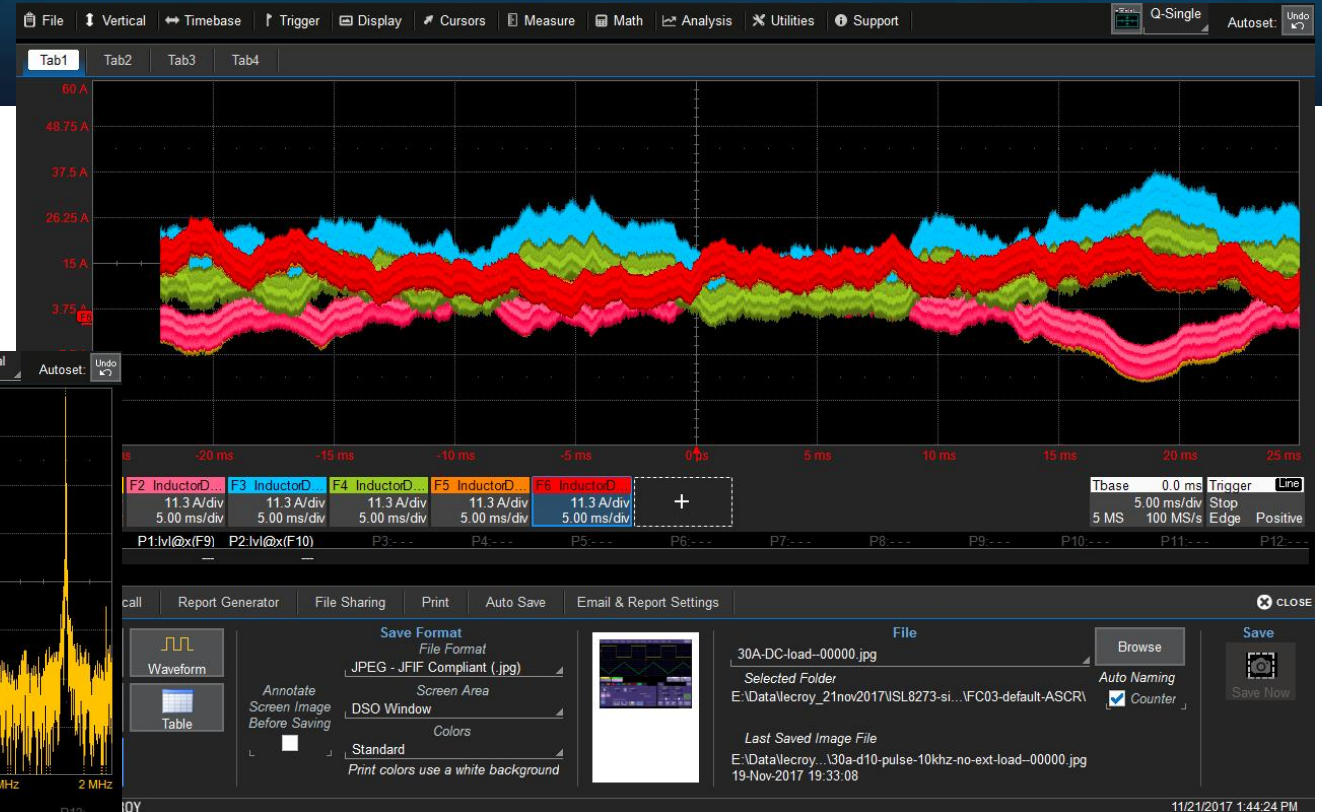 File Vertical Timebase Trigger Display Cursors Measure Math Analysis Utilities Support Q-Single Autoset: Undo
Tab1 Tab2 Tab3 Tab4
60 A
48.75 A
37.5 A
26.25 A
15 A
3.75 A
Autoset: Undo
-20 ms -15 ms -10 ms -5 ms 0 µs 5 ms 10 ms 15 ms 20 ms 25 ms
F2 InductorD... F3 InductorD... F4 InductorD... F5 InductorD... F6 InductorD...
11.3 A/div 11.3 A/div 11.3 A/div 11.3 A/div 11.3 A/div
5.00 ms/div 5.00 ms/div 5.00 ms/div 5.00 ms/div 5.00 ms/div
+
Tbase 0.0 ms Trigger Line
5.00 ms/div Stop
5 MS 100 MS/s Edge Positive
P1:lvl@x(F9) P2:lvl@x(F10) P3:- - - P4:- - - P5:- - - P6:- - - P7:- - - P8:- - - P9:- - - P10:- - - P11:- - - P12:- - -
--- ---
call Report Generator File Sharing Print Auto Save Email & Report Settings CLOSE
Waveform
Table
Annotate
Screen Image
Before Saving
Save Format
File Format
JPEG - JFIF Compliant (.jpg)
Screen Area
DSO Window
Colors
Standard
Print colors use a white background
File
30A-DC-load--00000.jpg
Browse
Selected Folder
E:\Data\lecroy_21nov2017\ISL8273-si...\FC03-default-ASCR\
Auto Naming
Counter
Last Saved Image File
E:\Data\lecroy...\30a-d10-pulse-10khz-no-ext-load--00000.jpg
19-Nov-2017 19:33:08
Save
Save Now
MHz 2 MHz
11/21/2017 1:44:24 PM